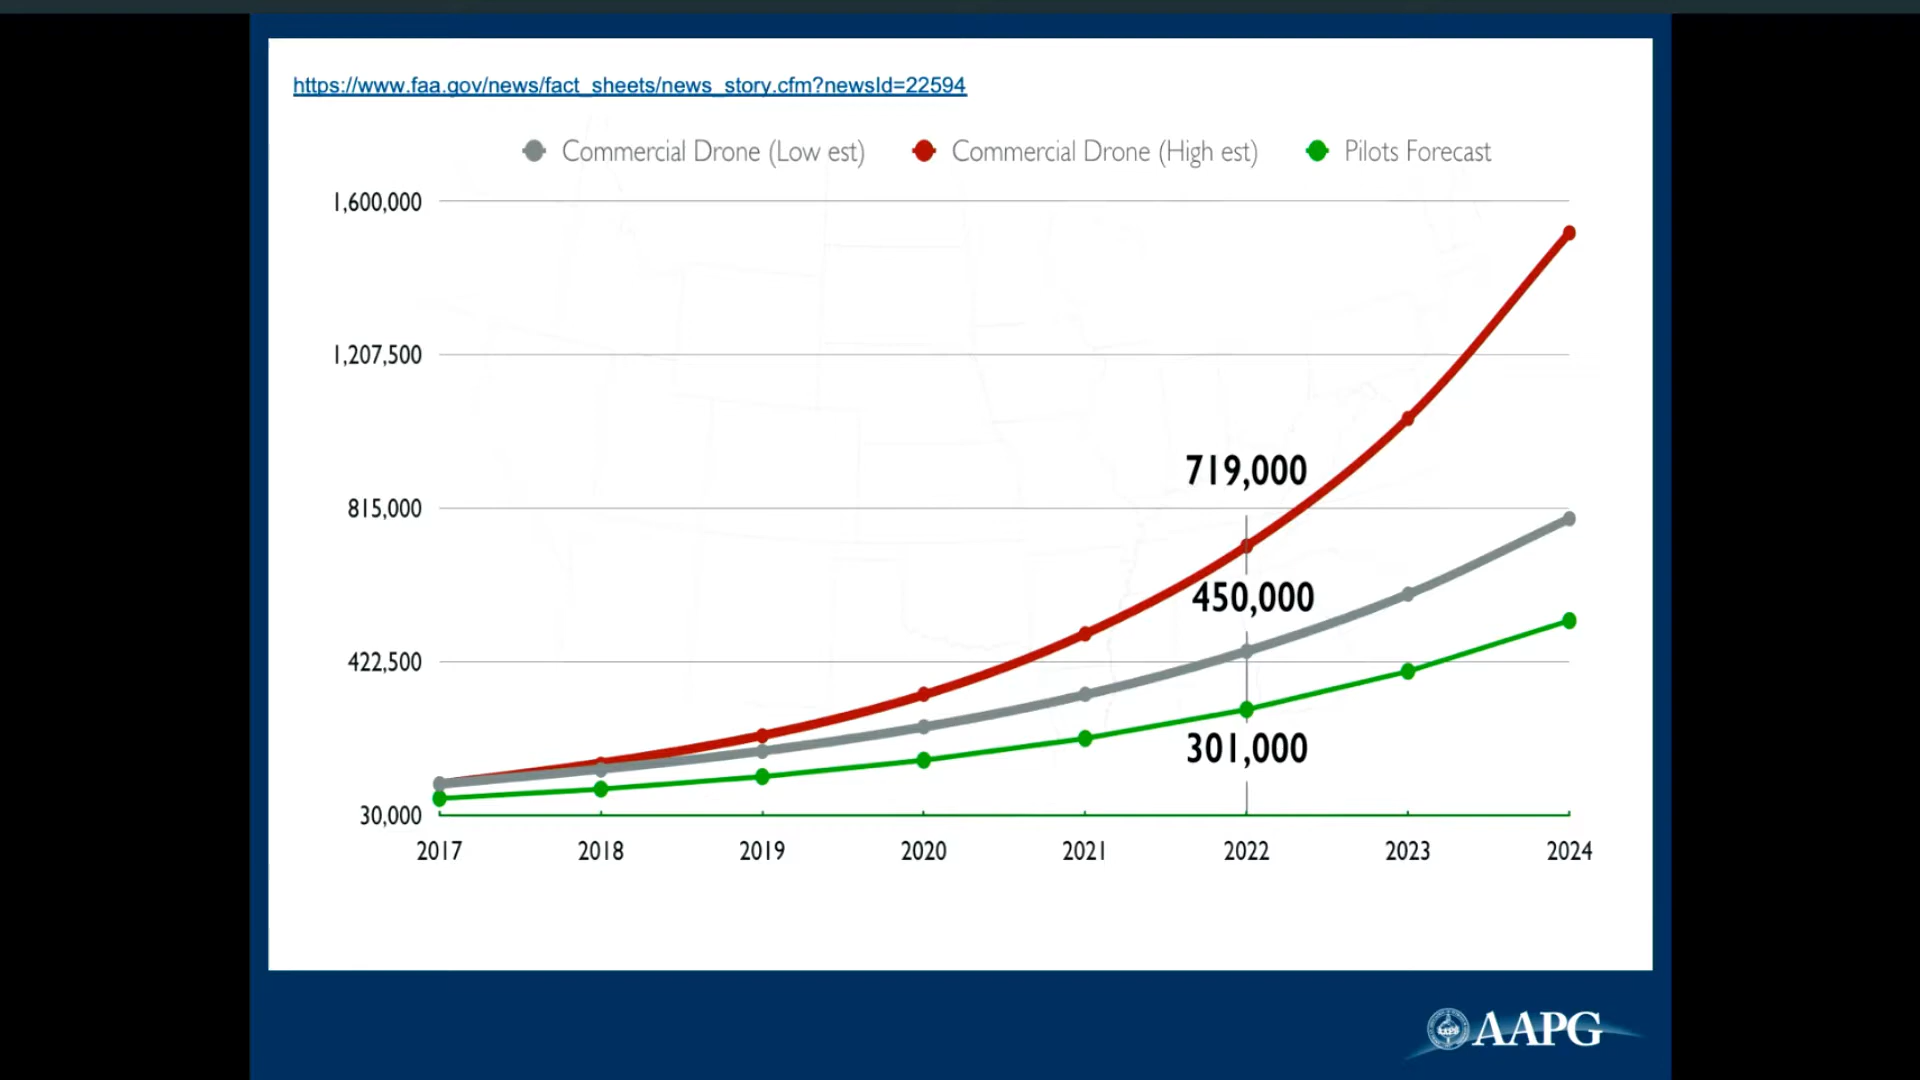 https://www.faa.gov/news/fact_sheets/news_story.cfm?newsId=22594
Commercial Drone (Low est) Commercial Drone (High est) Pilots Forecast
1,600,000
1,207,500
719,000
815,000
450,000
422,500
301,000
30,000
2017 2018 2019 2020 2021 2022 2023 2024
AAPG